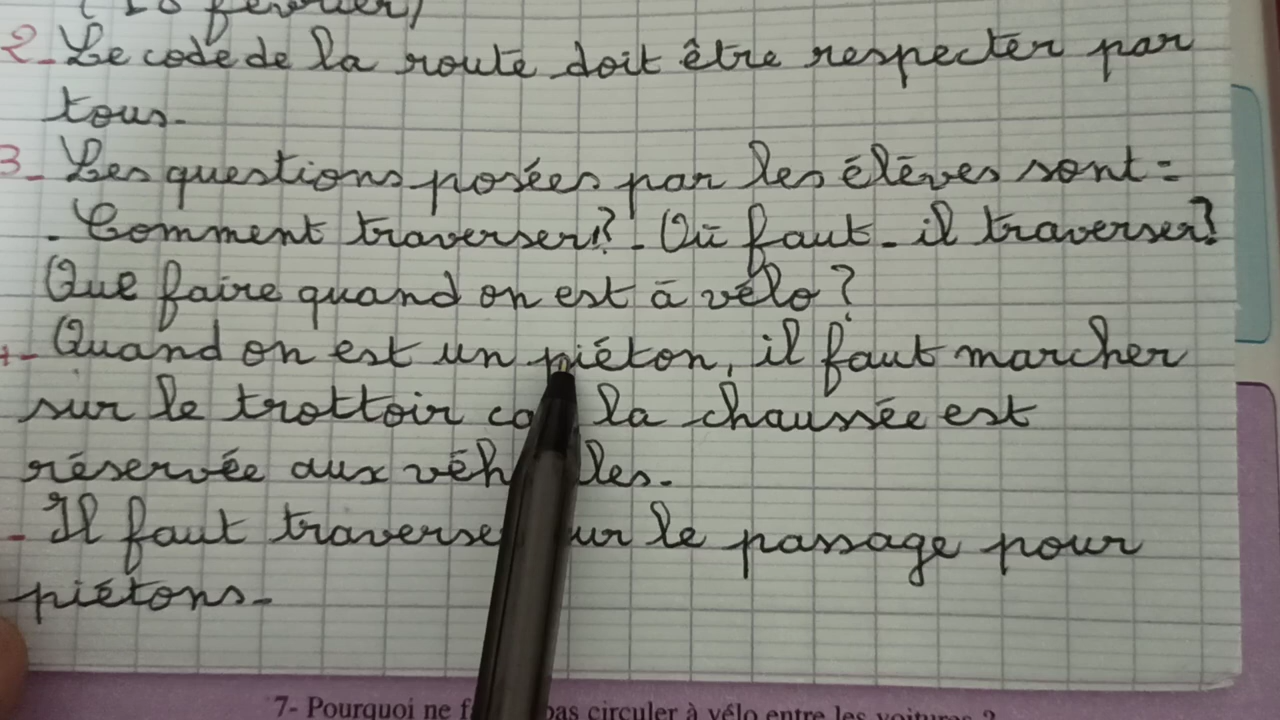 février)
2- Le code de la route doit être respecter par
tous-
3- Les questions posées par les élèves sont =
- Comment traverser? - Où faut-il traverser?
Que faire quand on est à vélo?
- Quand on est un piéton, il faut marcher
sur le trottoir la chaussée est
réservée aux
- Il faut le passage pour
piétons-
7- Pourquoi ne pas circuler à vélo entre les voitures ?